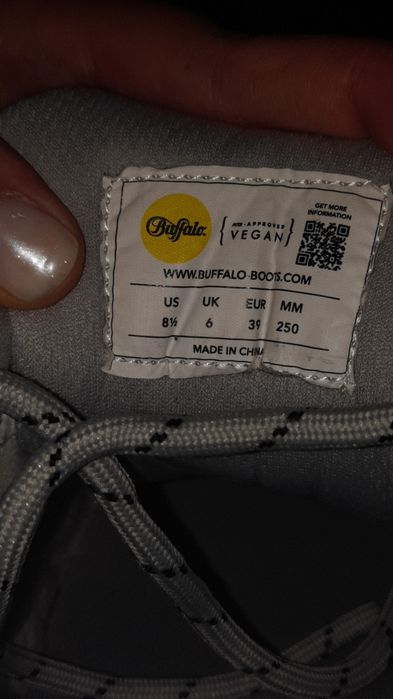 Buffalo
PETA-APPROVED
VEGAN
GET MORE
INFORMATION
WWW.BUFFALO-BOOTS.COM
US UK EUR MM
8½ 6 39 250
MADE IN CHINA